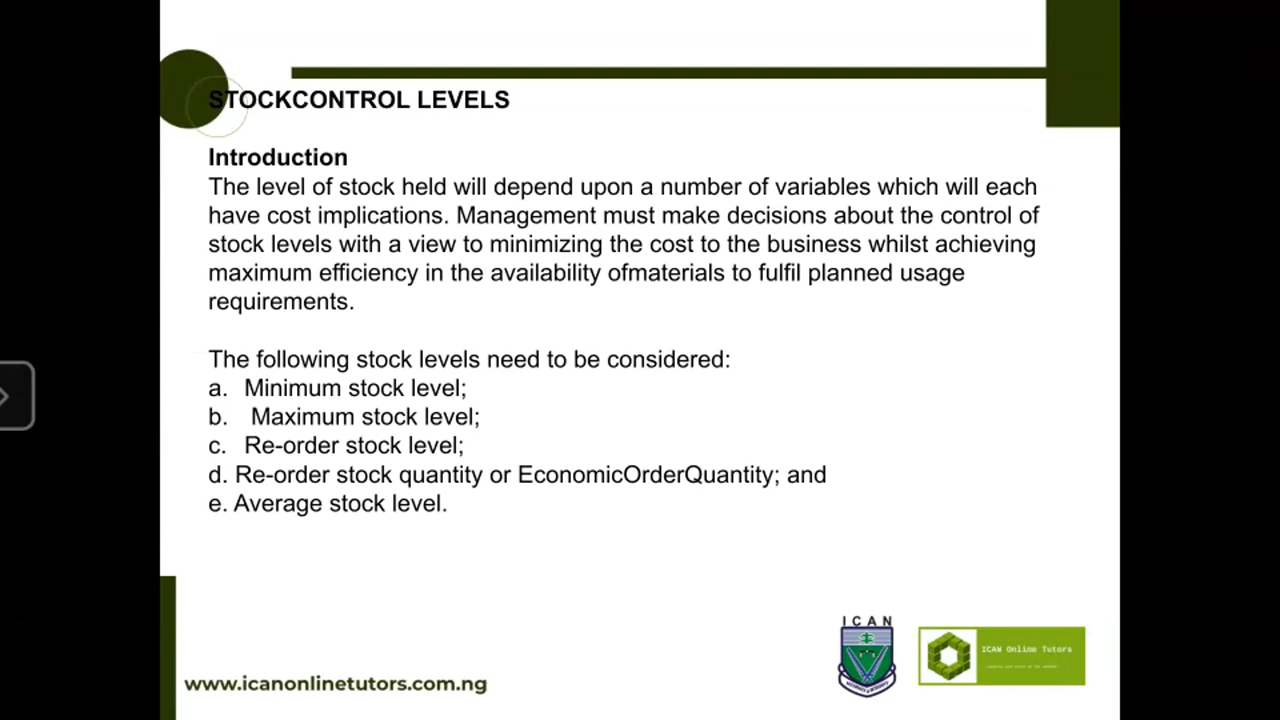 STOCKCONTROL LEVELS
Introduction
The level of stock held will depend upon a number of variables which will each
have cost implications. Management must make decisions about the control of
stock levels with a view to minimizing the cost to the business whilst achieving
maximum efficiency in the availability ofmaterials to fulfil planned usage
requirements.
The following stock levels need to be considered:
a. Minimum stock level;
b. Maximum stock level;
c. Re-order stock level;
d. Re-order stock quantity or EconomicOrderQuantity; and
e. Average stock level.
ICAN
ICAN Online Tutors
www.icanonlinetutors.com.ng